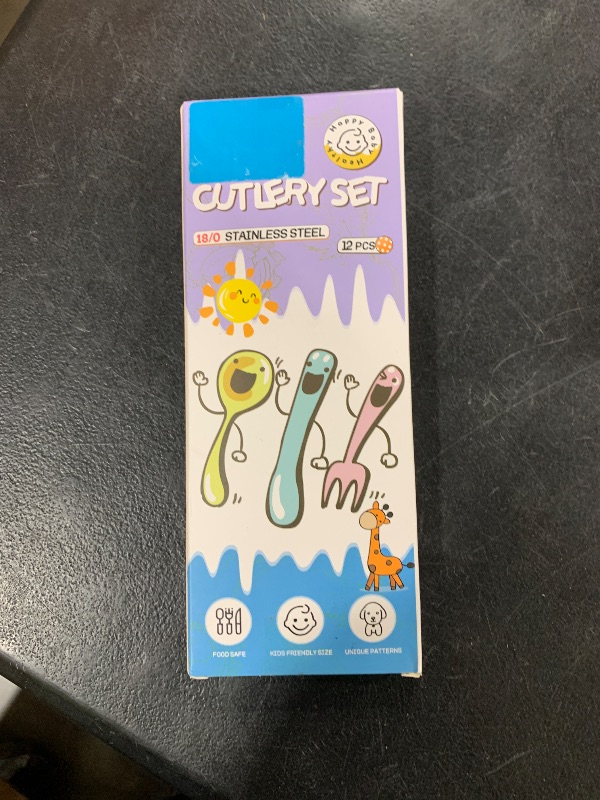 Happy Baby Healthy
CUTLERY SET
18/0 STAINLESS STEEL
12 PCS
FOOD SAFE
KIDS FRIENDLY SIZE
UNIQUE PATTERNS